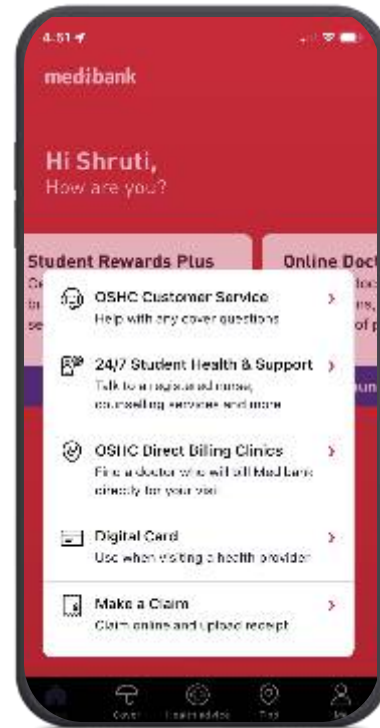 4:51
medibank
Hi Shruti,
How are you?
Student Rewards Plus
Online Doct
OSHC Customer Service
Help with any cover questions
24/7 Student Health & Support
Talk to a registered nurse,
counselling services and more
OSHC Direct Billing Clinics
Find a doctor who will bill Medibank
directly for your visit
Digital Card
Use when visiting a health provider
Make a Claim
Claim online and upload receipt
Cover
Health advice
Find